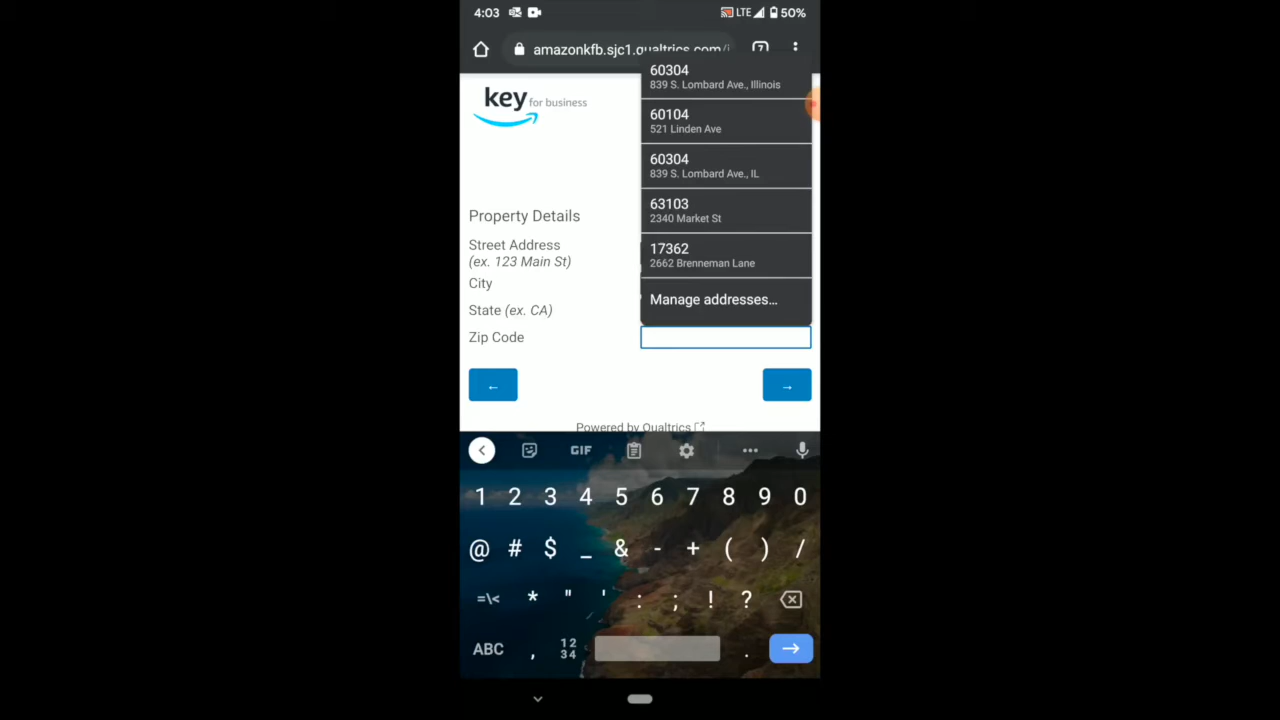 4:03 LTE 50%
amazonkfb.sjc1.qualtrics.com/i 7
key for business
60304
839 S. Lombard Ave., Illinois
60104
521 Linden Ave
60304
839 S. Lombard Ave., IL
63103
2340 Market St
17362
2662 Brenneman Lane
Manage addresses...
Property Details
Street Address
(ex. 123 Main St)
City
State (ex. CA)
Zip Code
← →
Powered by Qualtrics
GIF
1 2 3 4 5 6 7 8 9 0
@ # $ _ & - + ( ) /
=\< * " ' : ; ! ?
ABC , 12 34 .